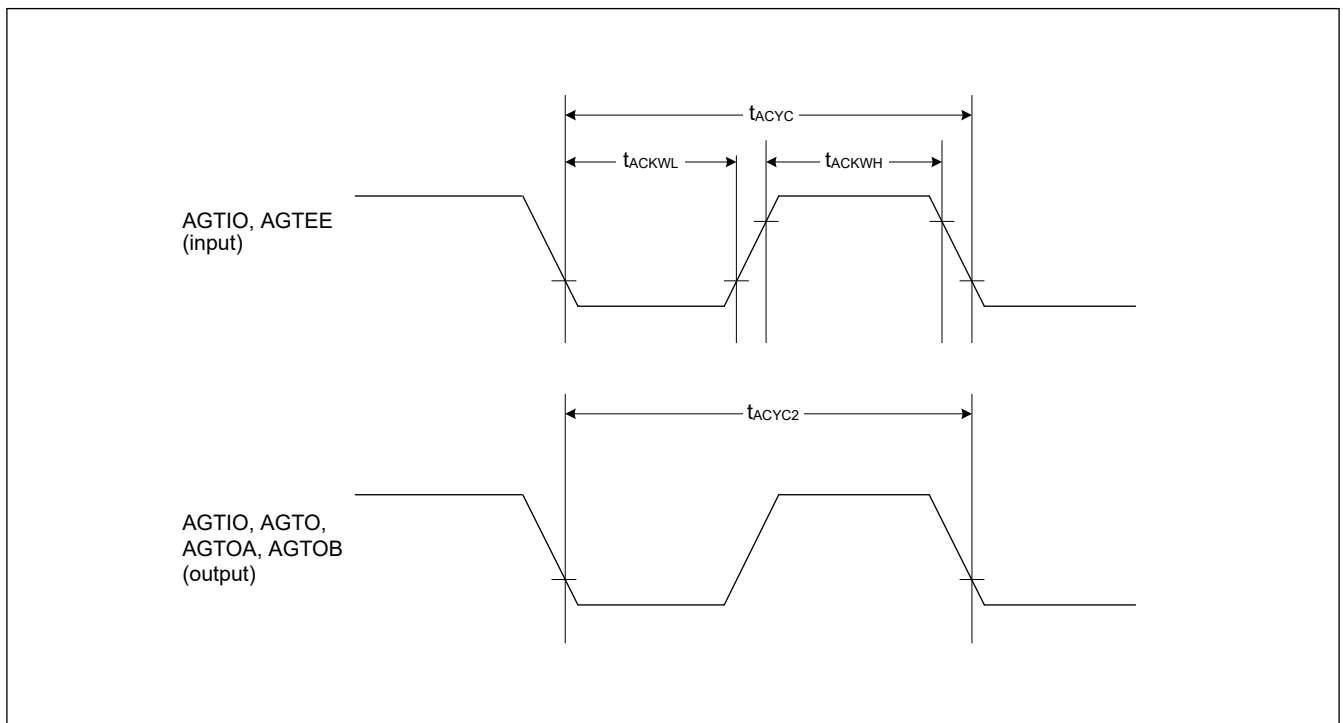 tACYC
tACKWL
tACKWH
AGTIO, AGTEE
(input)
tACYC2
AGTIO, AGTO,
AGTOA, AGTOB
(output)